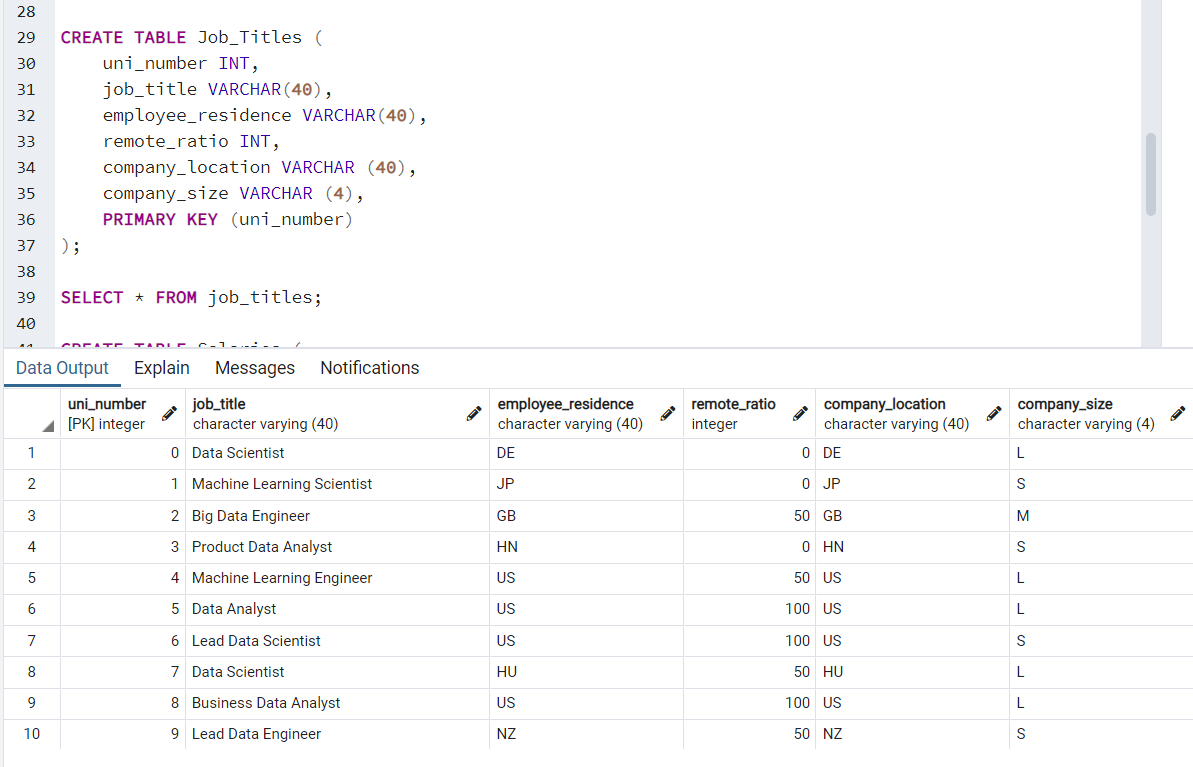 28
29 CREATE TABLE Job_Titles (
30 uni_number INT,
31 job_title VARCHAR(40),
32 employee_residence VARCHAR(40),
33 remote_ratio INT,
34 company_location VARCHAR (40),
35 company_size VARCHAR (4),
36 PRIMARY KEY (uni_number)
37 );
38
39 SELECT * FROM job_titles;
40
41 CREATE TABLE Salaries (
Data Output Explain Messages Notifications
uni_number job_title employee_residence remote_ratio company_location company_size
[PK] integer character varying (40) character varying (40) integer character varying (40) character varying (4)
1 0 Data Scientist DE 0 DE L
2 1 Machine Learning Scientist JP 0 JP S
3 2 Big Data Engineer GB 50 GB M
4 3 Product Data Analyst HN 0 HN S
5 4 Machine Learning Engineer US 50 US L
6 5 Data Analyst US 100 US L
7 6 Lead Data Scientist US 100 US S
8 7 Data Scientist HU 50 HU L
9 8 Business Data Analyst US 100 US L
10 9 Lead Data Engineer NZ 50 NZ S